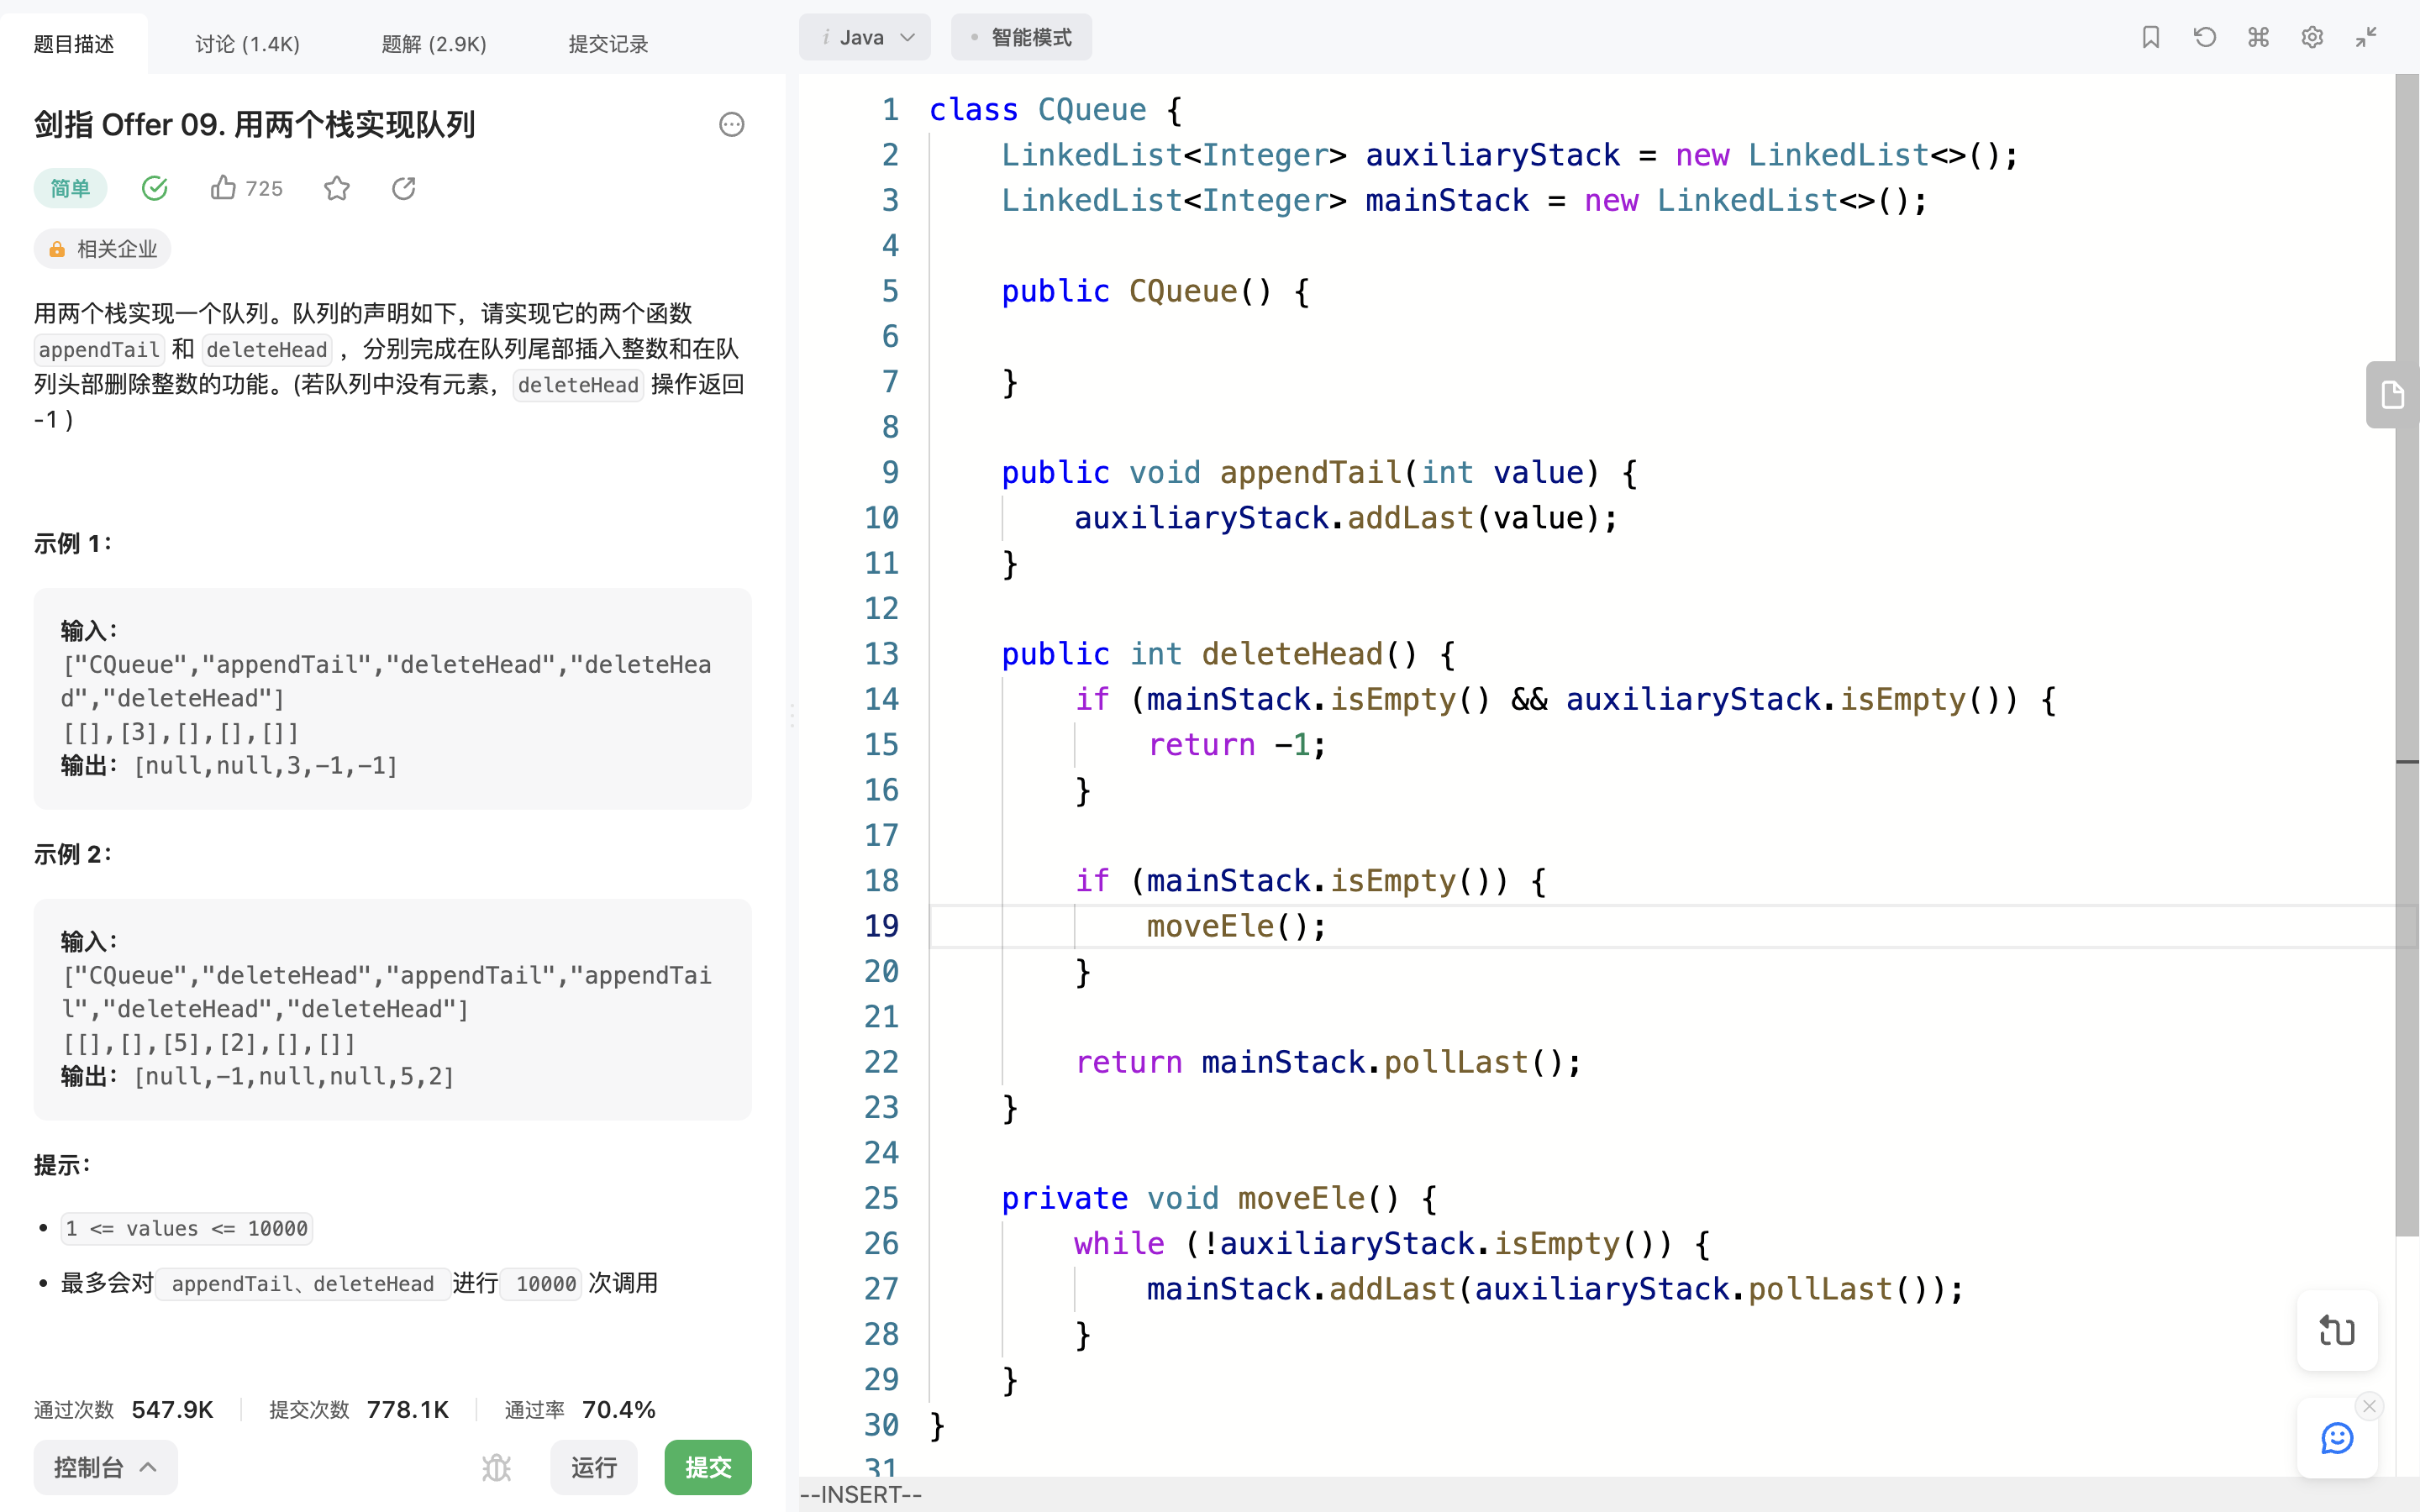 题目描述
讨论 (1.4K)
题解 (2.9K)
提交记录
剑指 Offer 09. 用两个栈实现队列
简单
725
相关企业
用两个栈实现一个队列。队列的声明如下，请实现它的两个函数
appendTail 和 deleteHead ，分别完成在队列尾部插入整数和在队
列头部删除整数的功能。(若队列中没有元素，deleteHead 操作返回
-1 )
示例 1：
输入：
["CQueue","appendTail","deleteHead","deleteHea
d","deleteHead"]
[[],[3],[],[],[]]
输出：[null,null,3,-1,-1]
示例 2：
输入：
["CQueue","deleteHead","appendTail","appendTai
l","deleteHead","deleteHead"]
[[],[],[5],[2],[],[]]
输出：[null,-1,null,null,5,2]
提示：
• 1 <= values <= 10000
• 最多会对 appendTail、deleteHead 进行 10000 次调用
通过次数 547.9K 提交次数 778.1K 通过率 70.4%
控制台
运行
提交
i Java
• 智能模式
1 class CQueue {
2     LinkedList<Integer> auxiliaryStack = new LinkedList<>();
3     LinkedList<Integer> mainStack = new LinkedList<>();
4
5     public CQueue() {
6
7     }
8
9     public void appendTail(int value) {
10         auxiliaryStack.addLast(value);
11     }
12
13     public int deleteHead() {
14         if (mainStack.isEmpty() && auxiliaryStack.isEmpty()) {
15             return -1;
16         }
17
18         if (mainStack.isEmpty()) {
19             moveEle();
20         }
21
22         return mainStack.pollLast();
23     }
24
25     private void moveEle() {
26         while (!auxiliaryStack.isEmpty()) {
27             mainStack.addLast(auxiliaryStack.pollLast());
28         }
29     }
30 }
31
--INSERT--